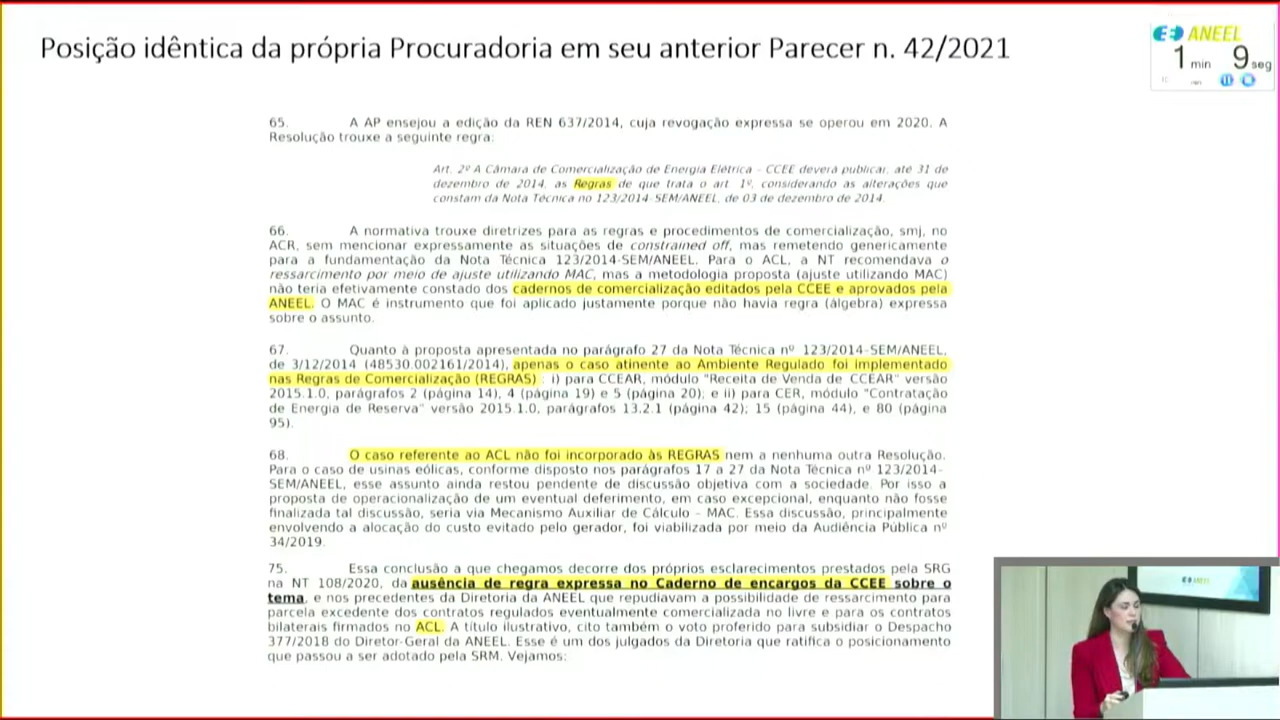 Posição idêntica da própria Procuradoria em seu anterior Parecer n. 42/2021
ANEEL
1 min 9 seg
65. A AP ensejou a edição da REN 637/2014, cuja revogação expressa se operou em 2020. A
Resolução trouxe a seguinte regra:
Art. 2º A Câmara de Comercialização de Energia Elétrica - CCEE deverá publicar, até 31 de
dezembro de 2014, as Regras de que trata o art. 1º, considerando as alterações que
constam da Nota Técnica no 123/2014-SEM/ANEEL, de 03 de dezembro de 2014.
66. A normativa trouxe diretrizes para as regras e procedimentos de comercialização, smj, no
ACR, sem mencionar expressamente as situações de constrained off, mas remetendo genericamente
para a fundamentação da Nota Técnica 123/2014-SEM/ANEEL. Para o ACL, a NT recomendava o
ressarcimento por meio de ajuste utilizando MAC, mas a metodologia proposta (ajuste utilizando MAC)
não teria efetivamente constado dos cadernos de comercialização editados pela CCEE e aprovados pela
ANEEL. O MAC é instrumento que foi aplicado justamente porque não havia regra (álgebra) expressa
sobre o assunto.
67. Quanto à proposta apresentada no parágrafo 27 da Nota Técnica nº 123/2014-SEM/ANEEL,
de 3/12/2014 (48530.002161/2014), apenas o caso atinente ao Ambiente Regulado foi implementado
nas Regras de Comercialização (REGRAS) : i) para CCEAR, módulo "Receita de Venda de CCEAR" versão
2015.1.0, parágrafos 2 (página 14), 4 (página 19) e 5 (página 20); e ii) para CER, módulo "Contratação
de Energia de Reserva" versão 2015.1.0, parágrafos 13.2.1 (página 42); 15 (página 44), e 80 (página
95).
68. O caso referente ao ACL não foi incorporado às REGRAS nem a nenhuma outra Resolução.
Para o caso de usinas eólicas, conforme disposto nos parágrafos 17 a 27 da Nota Técnica nº 123/2014-
SEM/ANEEL, esse assunto ainda restou pendente de discussão objetiva com a sociedade. Por isso a
proposta de operacionalização de um eventual deferimento, em caso excepcional, enquanto não fosse
finalizada tal discussão, seria via Mecanismo Auxiliar de Cálculo - MAC. Essa discussão, principalmente
envolvendo a alocação do custo evitado pelo gerador, foi viabilizada por meio da Audiência Pública nº
34/2019.
75. Essa conclusão a que chegamos decorre dos próprios esclarecimentos prestados pela SRG
na NT 108/2020, da ausência de regra expressa no Caderno de encargos da CCEE sobre o
tema, e nos precedentes da Diretoria da ANEEL que repudiavam a possibilidade de ressarcimento para
parcela excedente dos contratos regulados eventualmente comercializada no livre e para os contratos
bilaterais firmados no ACL. A título ilustrativo, cito também o voto proferido para subsidiar o Despacho
377/2018 do Diretor-Geral da ANEEL. Esse é um dos julgados da Diretoria que ratifica o posicionamento
que passou a ser adotado pela SRM. Vejamos: